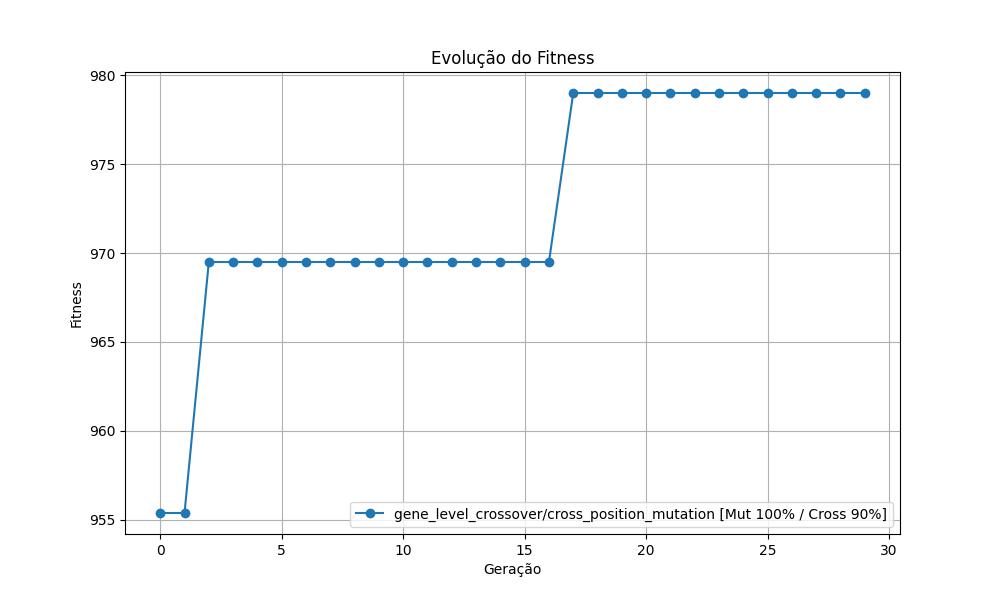 Evolução do Fitness
Fitness
980
975
970
965
960
955
0 5 10 15 20 25 30
Geração
gene_level_crossover/cross_position_mutation [Mut 100% / Cross 90%]